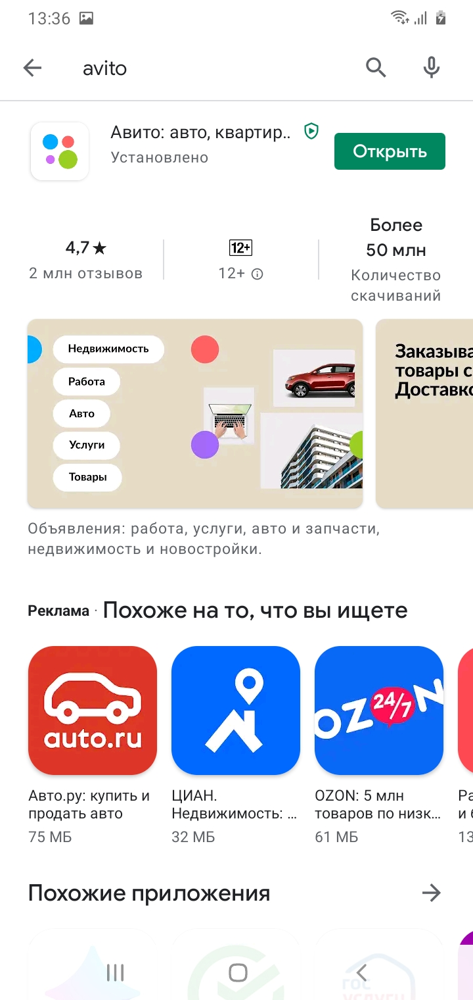 13:36
avito
Авито: авто, квартир..
Установлено
Открыть
4,7★
2 млн отзывов
12+
12+
Более
50 млн
Количество
скачиваний
Недвижимость
Работа
Авто
Услуги
Товары
Заказыва
товары с
Доставко
Объявления: работа, услуги, авто и запчасти,
недвижимость и новостройки.
Реклама · Похоже на то, что вы ищете
auto.ru
OZON
24/7
Авто.ру: купить и
продать авто
75 МБ
ЦИАН.
Недвижимость: ...
32 МБ
OZON: 5 млн
товаров по низк...
61 МБ
Ра
и б
13
Похожие приложения
гос
услуги